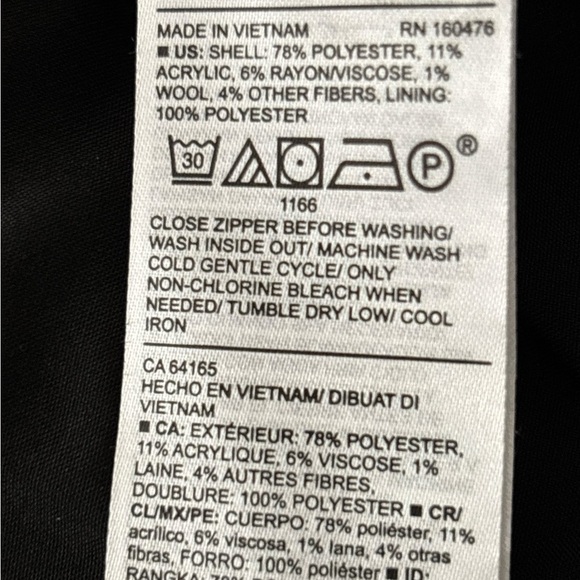 MADE IN VIETNAM RN 160476
■ US: SHELL: 78% POLYESTER, 11%
ACRYLIC, 6% RAYON/VISCOSE, 1%
WOOL, 4% OTHER FIBERS, LINING:
100% POLYESTER
30 P ®
1166
CLOSE ZIPPER BEFORE WASHING/
WASH INSIDE OUT/ MACHINE WASH
COLD GENTLE CYCLE/ ONLY
NON-CHLORINE BLEACH WHEN
NEEDED/ TUMBLE DRY LOW/ COOL
IRON
CA 64165
HECHO EN VIETNAM/ DIBUAT DI
VIETNAM
■ CA: EXTÉRIEUR: 78% POLYESTER,
11% ACRYLIQUE, 6% VISCOSE, 1%
LAINE, 4% AUTRES FIBRES,
DOUBLURE: 100% POLYESTER ■ CR/
CL/MX/PE: CUERPO: 78% poliéster, 11%
acrílico, 6% viscosa, 1% lana, 4% otras
fibras, FORRO: 100% poliéster ■ ID:
RANGKA: